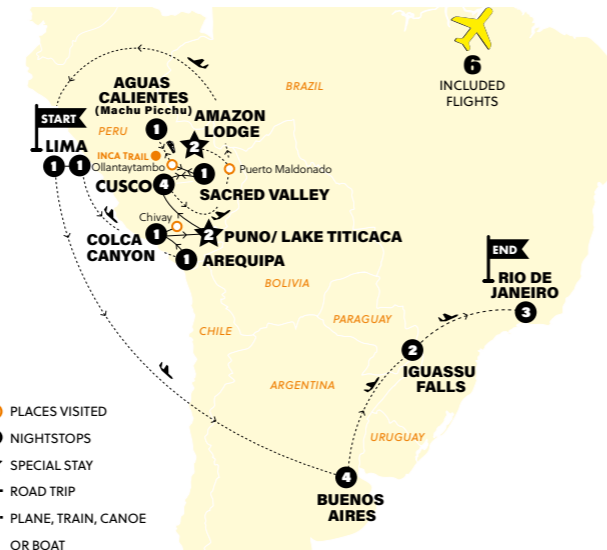 6
INCLUDED
FLIGHTS
BRAZIL
AGUAS
CALIENTES
(Machu Picchu)
1
AMAZON
LODGE
2
START
PERU
LIMA
1
1
INCA TRAIL
Ollantaytambo
Puerto Maldonado
1
SACRED VALLEY
CUSCO
4
Chivay
COLCA
CANYON
1
2
PUNO/ LAKE TITICACA
1
AREQUIPA
END
RIO DE
JANEIRO
3
BOLIVIA
PARAGUAY
CHILE
2
IGUASSU
FALLS
ARGENTINA
URUGUAY
4
BUENOS
AIRES
PLACES VISITED
NIGHTSTOPS
SPECIAL STAY
ROAD TRIP
PLANE, TRAIN, CANOE
OR BOAT